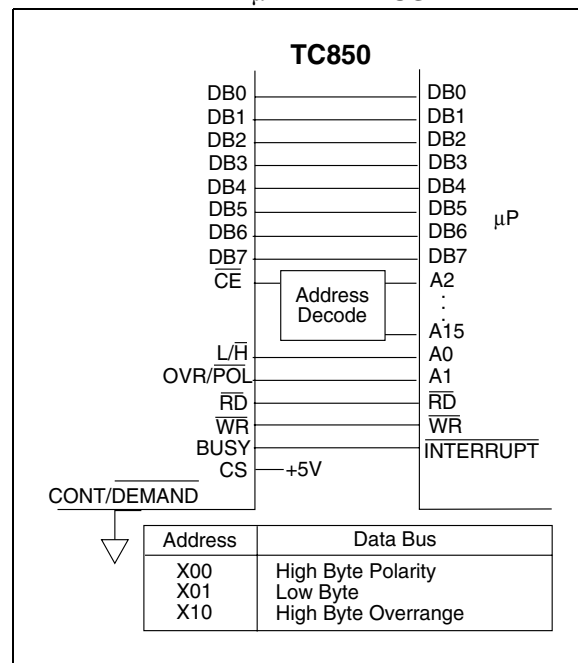 TC850
DB0 DB0
DB1 DB1
DB2 DB2
DB3 DB3
DB4 DB4
DB5 DB5
DB6 DB6
μP
DB7 DB7
CE A2
Address
Decode
A15
L/H A0
OVR/POL A1
RD RD
WR WR
BUSY INTERRUPT
CS +5V
CONT/DEMAND
Address Data Bus
X00 High Byte Polarity
X01 Low Byte
X10 High Byte Overrange